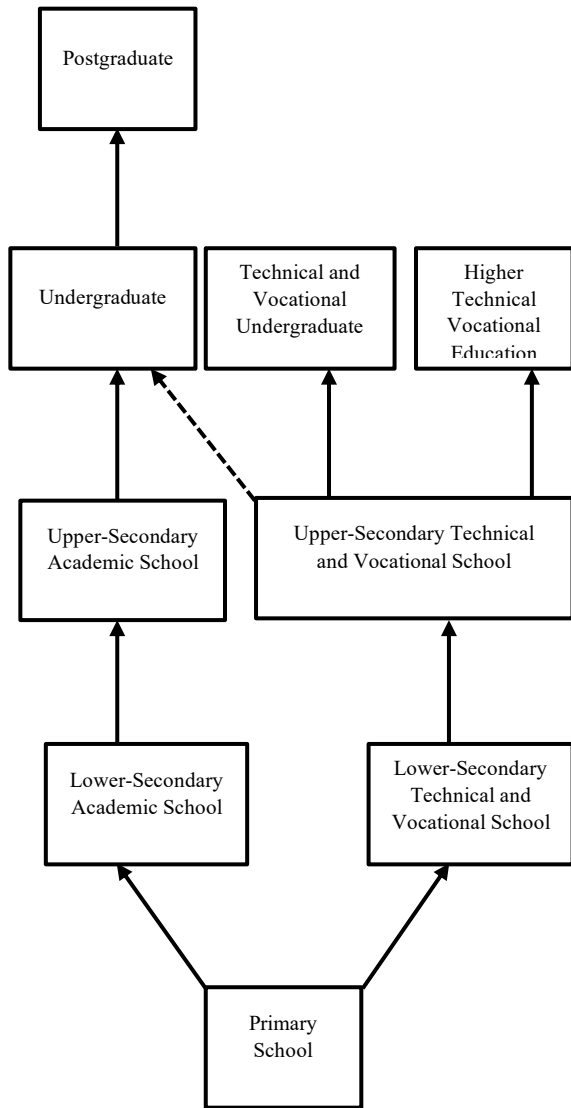 Postgraduate
Undergraduate
Technical and
Vocational
Undergraduate
Higher
Technical
Vocational
Education
Upper-Secondary
Academic School
Upper-Secondary Technical
and Vocational School
Lower-Secondary
Academic School
Lower-Secondary
Technical and
Vocational School
Primary
School